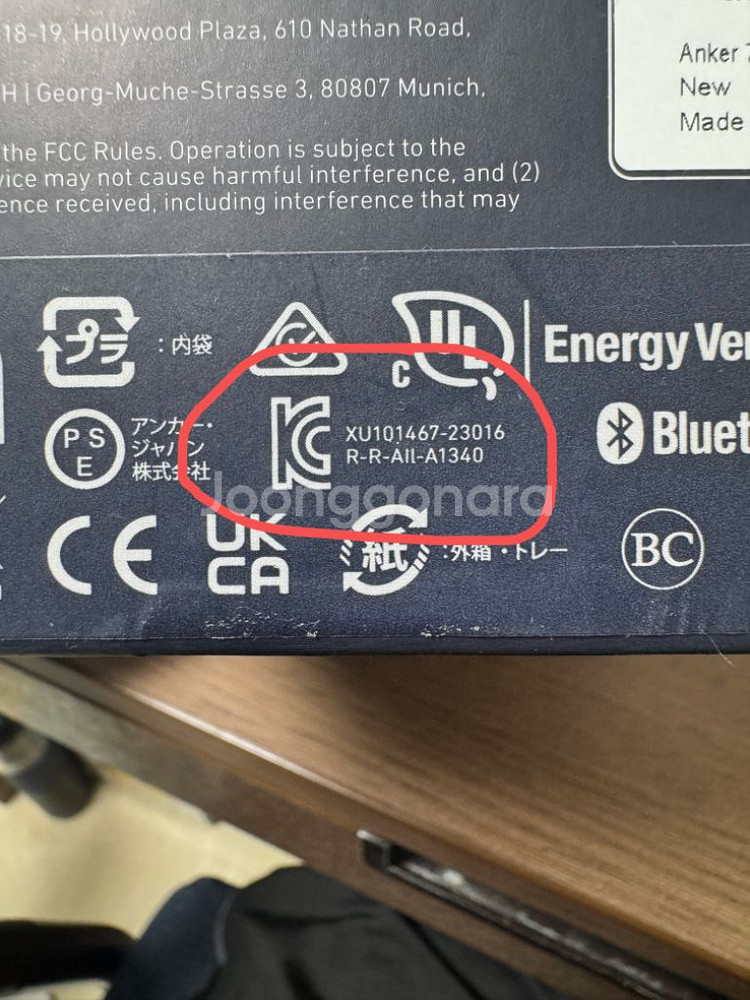 18-19, Hollywood Plaza, 610 Nathan Road,
H | Georg-Muche-Strasse 3, 80807 Munich,
the FCC Rules. Operation is subject to the
vice may not cause harmful interference, and (2)
ence received, including interference that may
Anker 7
New
Made
プラ
:内袋
C UL
Energy Ver
PSE
アンカー・
ジャパン
株式会社
KC
XU101467-23016
R-R-AII-A1340
Bluet
Joonggonara
CE
UK
CA
紙
:外箱・トレー
BC